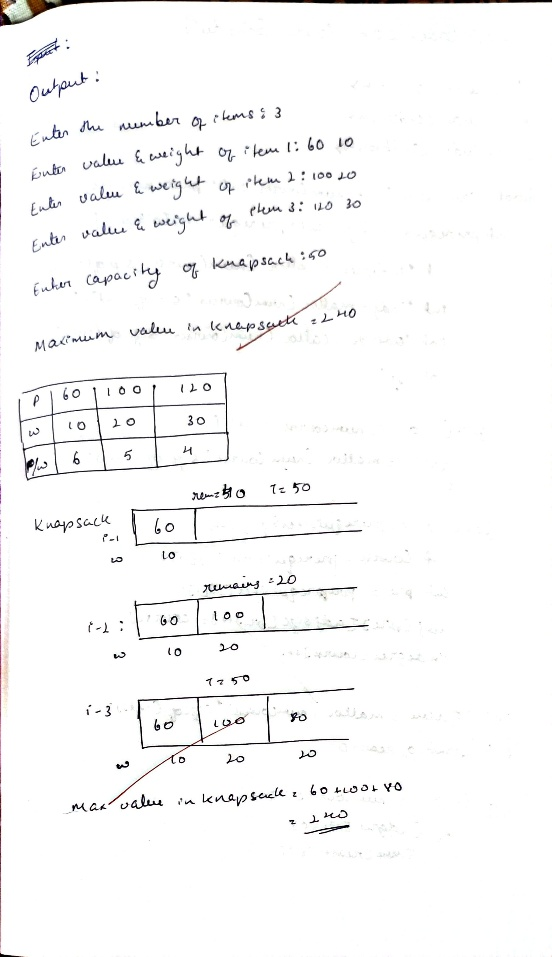 Output :
Enter the number of items : 3
Enter value & weight of item 1 : 60 10
Enter value & weight of item 2 : 100 20
Enter value & weight of item 3 : 120 30
Enter capacity of Knapsack : 50
Maximum value in Knapsack = 240
P 60 100 120
w 10 20 30
P/w 6 5 4
T = 50
Knapsack
i-1 60
w 10
remains = 20
i-2 : 60 100
w 10 20
T = 50
i-3 60 100 80
w 10 20 20
Max value in knapsack = 60 + 100 + 80
= 240